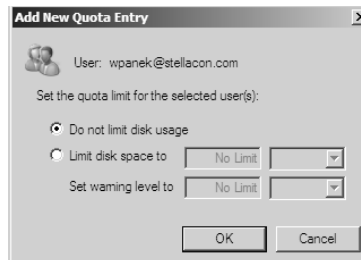 Add New Quota Entry
User: wpanek@stellacon.com
Set the quota limit for the selected user(s):
Do not limit disk usage
Limit disk space to No Limit
Set warning level to No Limit
OK Cancel